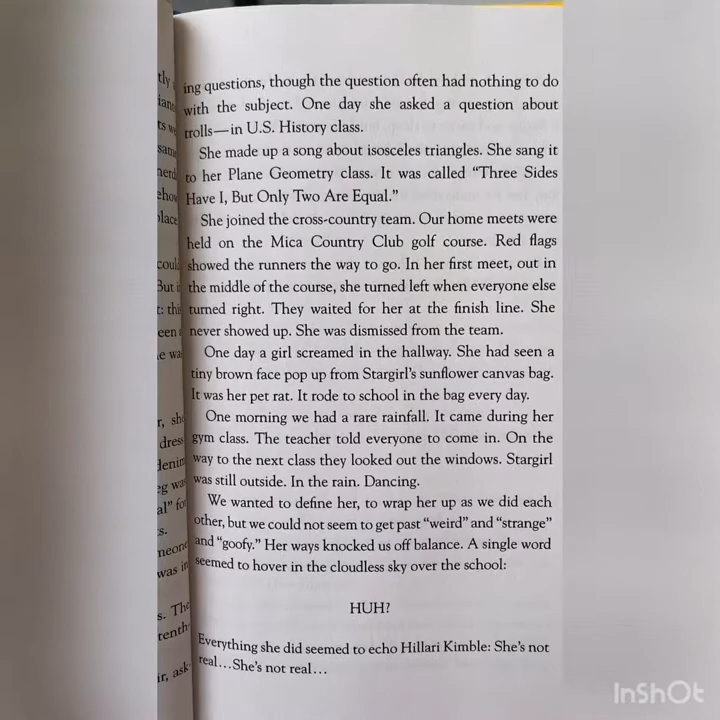 ing questions, though the question often had nothing to do
with the subject. One day she asked a question about
trolls—in U.S. History class.
She made up a song about isosceles triangles. She sang it
to her Plane Geometry class. It was called “Three Sides
Have I, But Only Two Are Equal.”
She joined the cross-country team. Our home meets were
held on the Mica Country Club golf course. Red flags
showed the runners the way to go. In her first meet, out in
the middle of the course, she turned left when everyone else
turned right. They waited for her at the finish line. She
never showed up. She was dismissed from the team.
One day a girl screamed in the hallway. She had seen a
tiny brown face pop up from Stargirl’s sunflower canvas bag.
It was her pet rat. It rode to school in the bag every day.
One morning we had a rare rainfall. It came during her
gym class. The teacher told everyone to come in. On the
way to the next class they looked out the windows. Stargirl
was still outside. In the rain. Dancing.
We wanted to define her, to wrap her up as we did each
other, but we could not seem to get past “weird” and “strange”
and “goofy.” Her ways knocked us off balance. A single word
seemed to hover in the cloudless sky over the school:
HUH?
Everything she did seemed to echo Hillari Kimble: She’s not
real…She’s not real…
InShOt